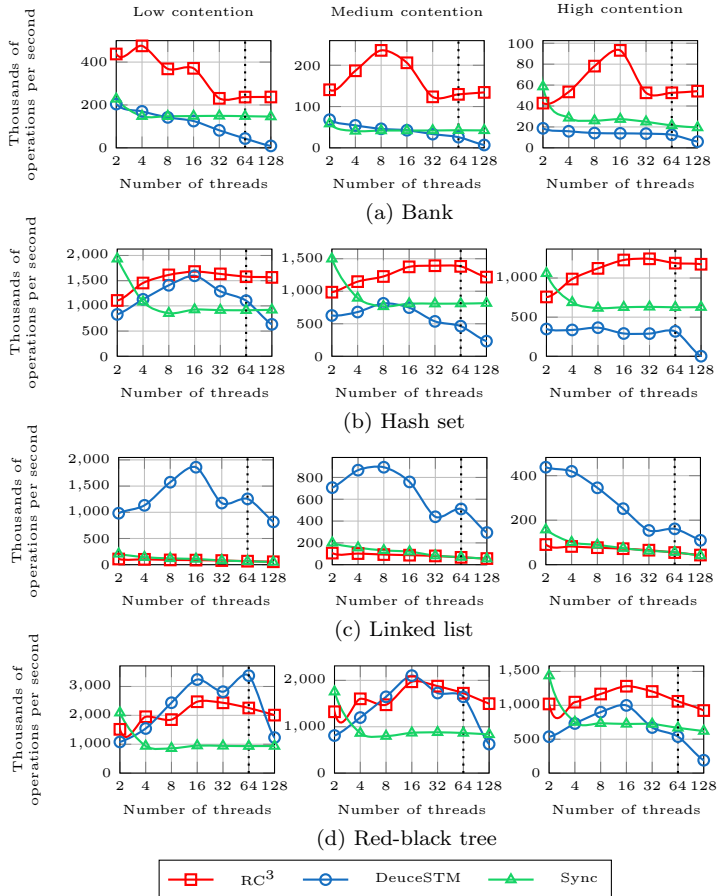 Low contention Medium contention High contention
Thousands of
operations per second
400
200
0
2 4 8 16 32 64 128
Number of threads
200
100
0
2 4 8 16 32 64 128
Number of threads
100
80
60
40
20
0
2 4 8 16 32 64 128
Number of threads
(a) Bank
Thousands of
operations per second
2,000
1,500
1,000
500
0
2 4 8 16 32 64 128
Number of threads
1,500
1,000
500
0
2 4 8 16 32 64 128
Number of threads
1,000
500
0
2 4 8 16 32 64 128
Number of threads
(b) Hash set
Thousands of
operations per second
2,000
1,500
1,000
500
0
2 4 8 16 32 64 128
Number of threads
800
600
400
200
0
2 4 8 16 32 64 128
Number of threads
400
200
0
2 4 8 16 32 64 128
Number of threads
(c) Linked list
Thousands of
operations per second
3,000
2,000
1,000
0
2 4 8 16 32 64 128
Number of threads
2,000
1,000
0
2 4 8 16 32 64 128
Number of threads
1,500
1,000
500
0
2 4 8 16 32 64 128
Number of threads
(d) Red-black tree
RC³ DeuceSTM Sync